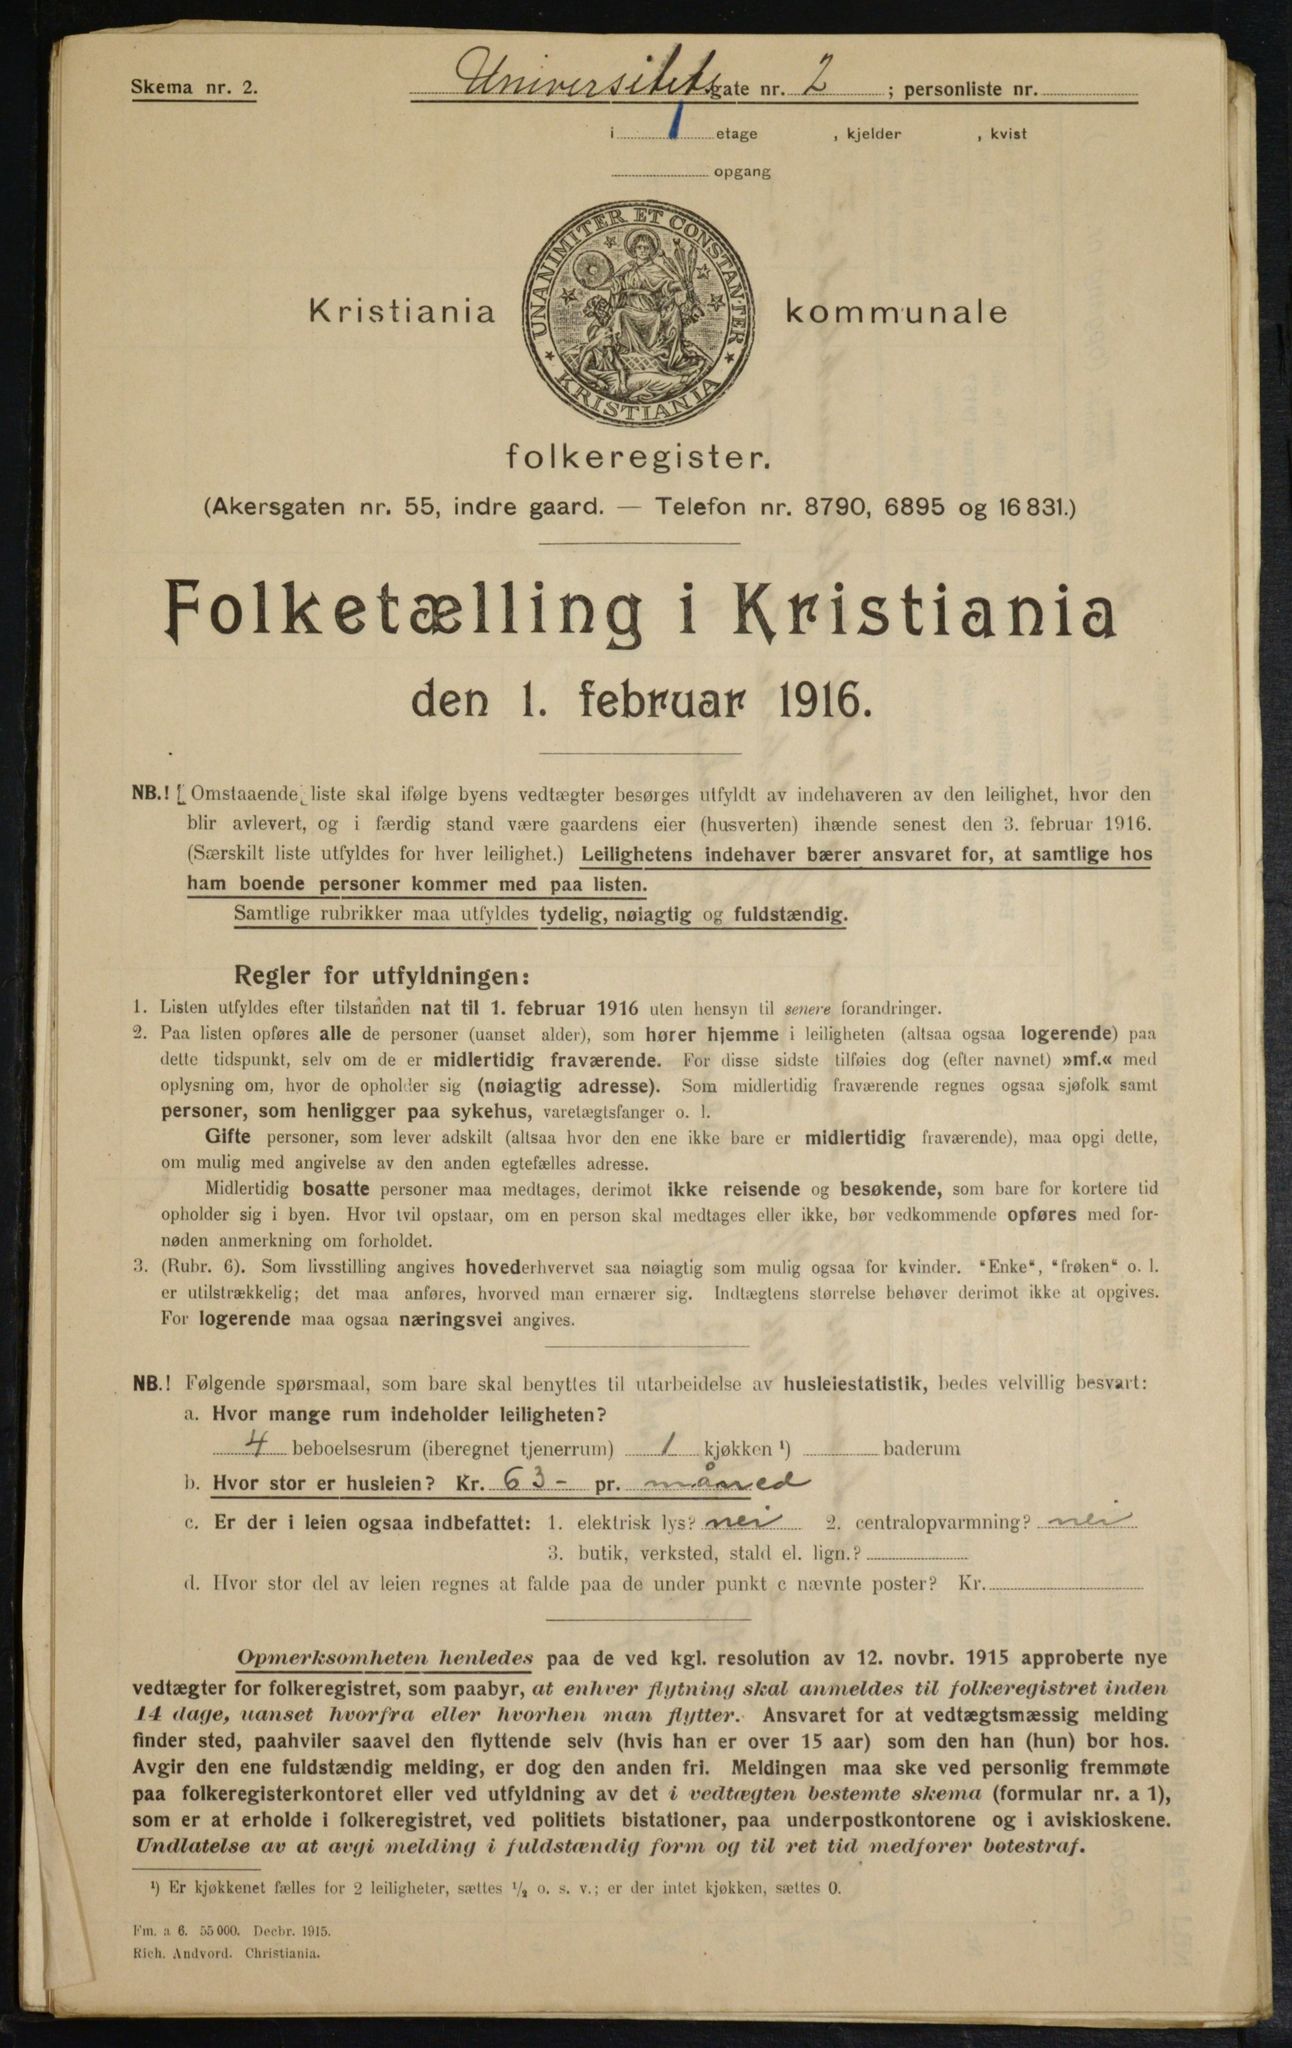 Skema nr. 2.
Universitetsgate nr. 2 ; personliste nr.
i 1 etage , kjelder , kvist
opgang
UNANIMITER ET CONSTANTER
KRISTIANIA
Kristiania kommunale
folkeregister.
(Akersgaten nr. 55, indre gaard. — Telefon nr. 8790, 6895 og 16831.)
Folketælling i Kristiania
den 1. februar 1916.
NB.! [Omstaaende] liste skal ifølge byens vedtægter besørges utfyldt av indehaveren av den leilighet, hvor den
blir avlevert, og i færdig stand være gaardens eier (husverten) ihænde senest den 3. februar 1916.
(Særskilt liste utfyldes for hver leilighet.) Leilighetens indehaver bærer ansvaret for, at samtlige hos
ham boende personer kommer med paa listen.
Samtlige rubrikker maa utfyldes tydelig, nøiagtig og fuldstændig.
Regler for utfyldningen:
1. Listen utfyldes efter tilstanden nat til 1. februar 1916 uten hensyn til senere forandringer.
2. Paa listen opføres alle de personer (uanset alder), som hører hjemme i leiligheten (altsaa ogsaa logerende) paa
dette tidspunkt, selv om de er midlertidig fraværende. For disse sidste tilføies dog (efter navnet) »mf.« med
oplysning om, hvor de opholder sig (nøiagtig adresse). Som midlertidig fraværende regnes ogsaa sjøfolk samt
personer, som henligger paa sykehus, varetægtsfanger o. l.
Gifte personer, som lever adskilt (altsaa hvor den ene ikke bare er midlertidig fraværende), maa opgi dette,
om mulig med angivelse av den anden egtefælles adresse.
Midlertidig bosatte personer maa medtages, derimot ikke reisende og besøkende, som bare for kortere tid
opholder sig i byen. Hvor tvil opstaar, om en person skal medtages eller ikke, bør vedkommende opføres med for-
nøden anmerkning om forholdet.
3. (Rubr. 6). Som livsstilling angives hovederhvervet saa nøiagtig som mulig ogsaa for kvinder. "Enke", "frøken" o. l.
er utilstrækkelig; det maa anføres, hvorved man ernærer sig. Indtægtens størrelse behøver derimot ikke at opgives.
For logerende maa ogsaa næringsvei angives.
NB.! Følgende spørsmaal, som bare skal benyttes til utarbeidelse av husleiestatistik, bedes velvillig besvart:
a. Hvor mange rum indeholder leiligheten?
4 beboelsesrum (iberegnet tjenerrum) 1 kjøkken ¹) baderum
b. Hvor stor er husleien? Kr. 63 - pr. måned
c. Er der i leien ogsaa indbefattet: 1. elektrisk lys? nei 2. centralopvarmning? nei
3. butik, verksted, stald el. lign.?
d. Hvor stor del av leien regnes at falde paa de under punkt c nævnte poster? Kr.
Opmerksomheten henledes paa de ved kgl. resolution av 12. novbr. 1915 approberte nye
vedtægter for folkeregistret, som paabyr, at enhver flytning skal anmeldes til folkeregistret inden
14 dage, uanset hvorfra eller hvorhen man flytter. Ansvaret for at vedtægtsmæssig melding
finder sted, paahviler saavel den flyttende selv (hvis han er over 15 aar) som den han (hun) bor hos.
Avgir den ene fuldstændig melding, er dog den anden fri. Meldingen maa ske ved personlig fremmøte
paa folkeregisterkontoret eller ved utfyldning av det i vedtægten bestemte skema (formular nr. a 1),
som er at erholde i folkeregistret, ved politiets bistationer, paa underpostkontorene og i aviskioskene.
Undlatelse av at avgi melding i fuldstændig form og til ret tid medfører bøtestraf.
¹) Er kjøkkenet fælles for 2 leiligheter, sættes ½ o. s. v.; er der intet kjøkken, sættes 0.
Fm. a 6. 55000. Decbr. 1915.
Rich. Andvord. Christiania.